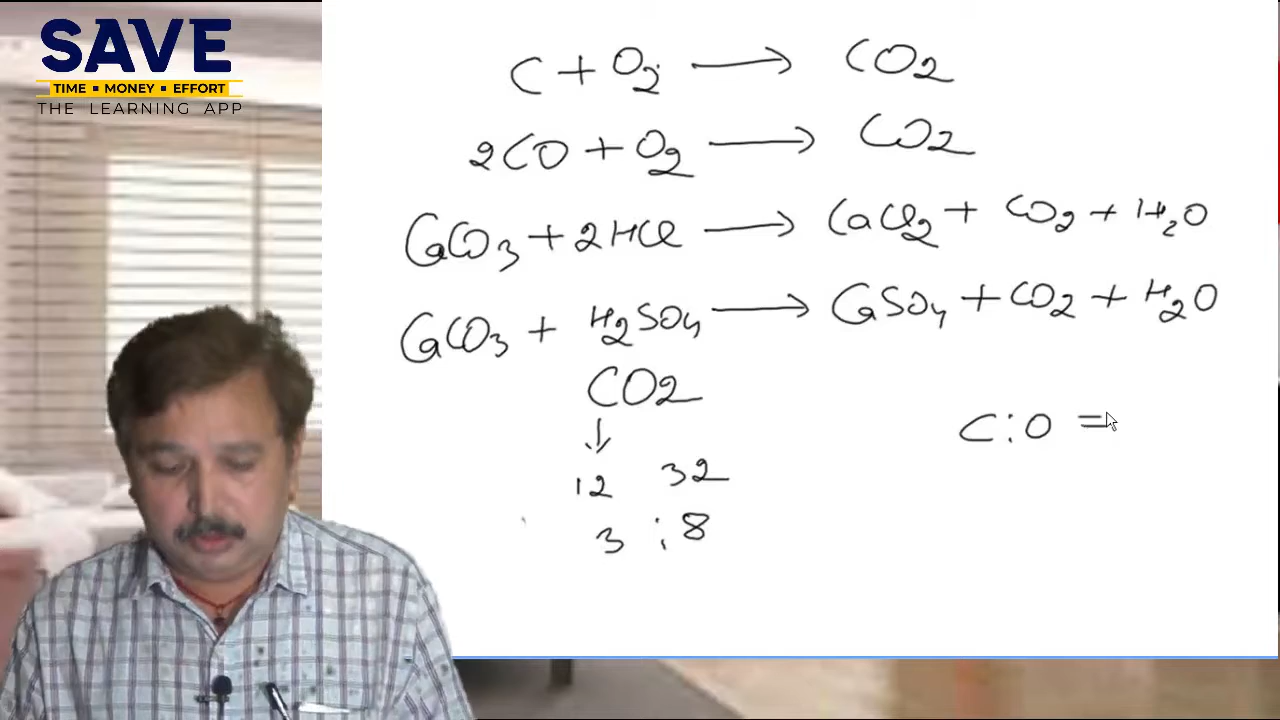 SAVE
TIME ▪ MONEY ▪ EFFORT
THE LEARNING APP
C + O₂ ⟶ CO₂
2CO + O₂ ⟶ CO₂
CaCO₃ + 2HCl ⟶ CaCl₂ + CO₂ + H₂O
CaCO₃ + H₂SO₄ ⟶ CaSO₄ + CO₂ + H₂O
CO₂
↓
12 32
3 : 8
C : O =